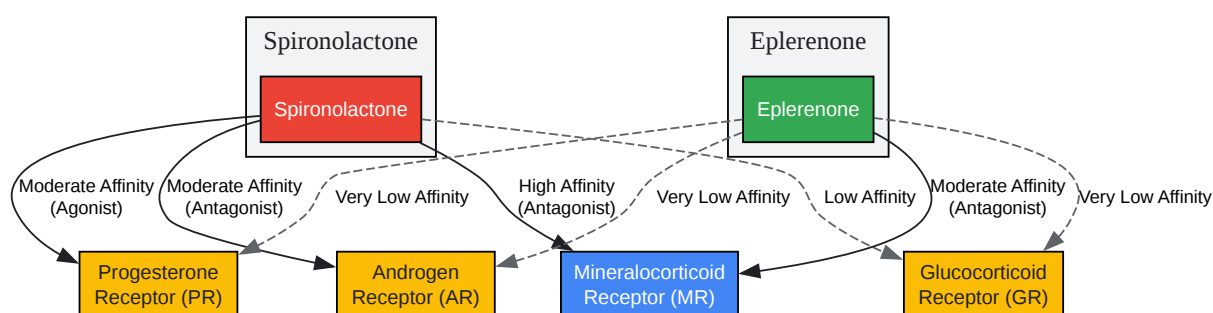 Spironolactone
Eplerenone
Spironolactone
Eplerenone
Moderate Affinity
(Agonist)
Moderate Affinity
(Antagonist)
Very Low Affinity
High Affinity
(Antagonist)
Very Low Affinity
Low Affinity
Moderate Affinity
(Antagonist)
Very Low Affinity
Progesterone
Receptor (PR)
Androgen
Receptor (AR)
Mineralocorticoid
Receptor (MR)
Glucocorticoid
Receptor (GR)